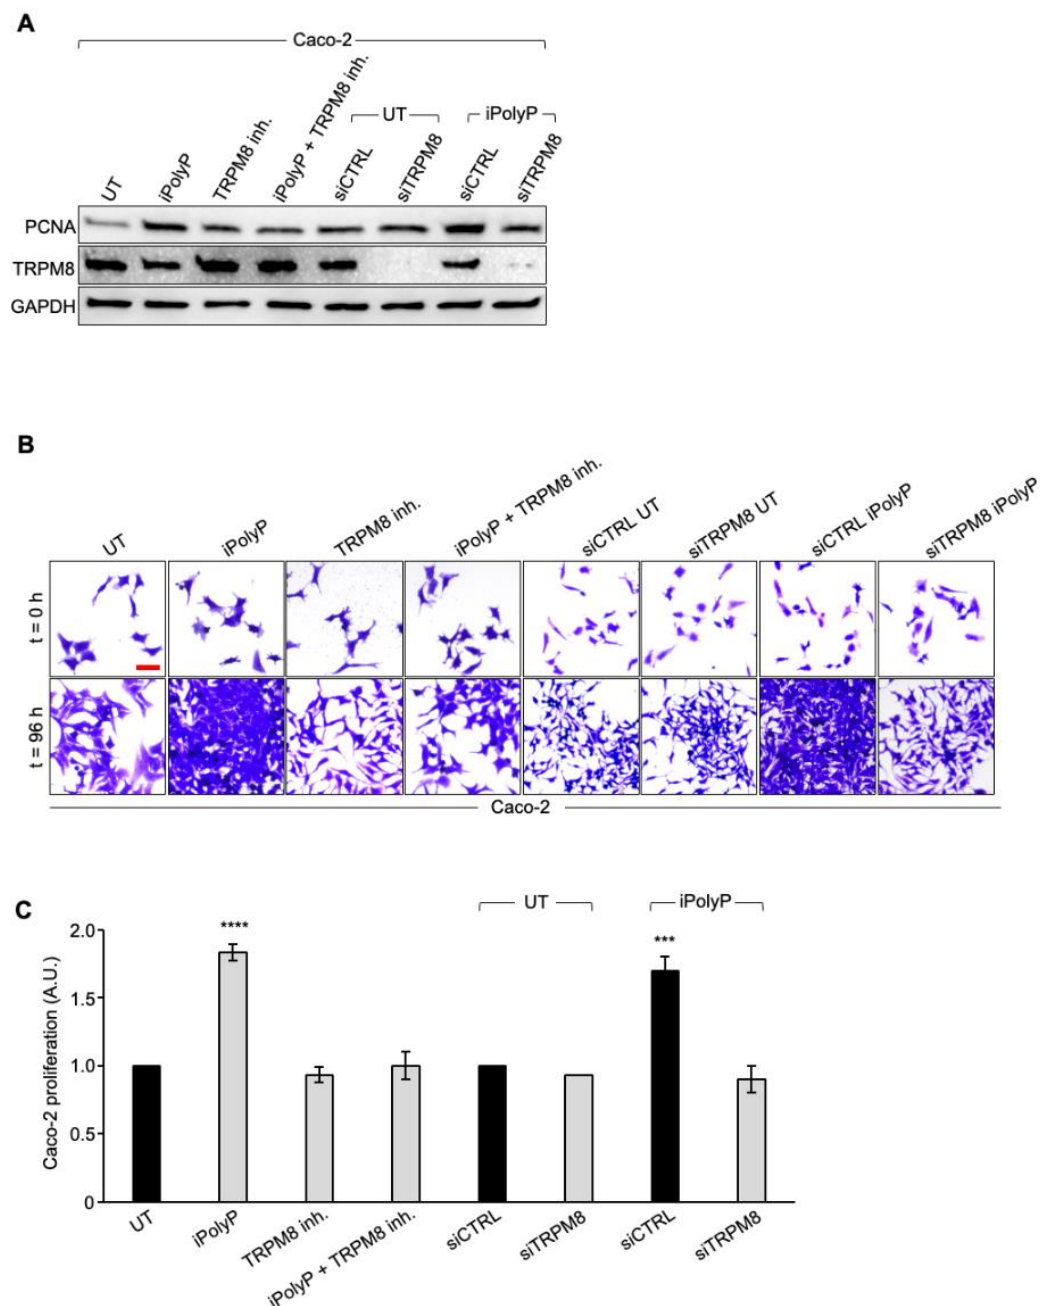 A
Caco-2
UT
iPolyP
UT
iPolyP
TRPM8 inh.
iPolyP + TRPM8 inh.
siCTRL
siTRPM8
siCTRL
siTRPM8
PCNA
TRPM8
GAPDH
B
UT
iPolyP
TRPM8 inh.
iPolyP + TRPM8 inh.
siCTRL UT
siTRPM8 UT
siCTRL iPolyP
siTRPM8 iPolyP
t = 0 h
t = 96 h
Caco-2
C
UT
iPolyP
Caco-2 proliferation (A.U.)
2.0
1.5
1.0
0.5
0
****
***
UT
iPolyP
TRPM8 inh.
iPolyP + TRPM8 inh.
siCTRL
siTRPM8
siCTRL
siTRPM8